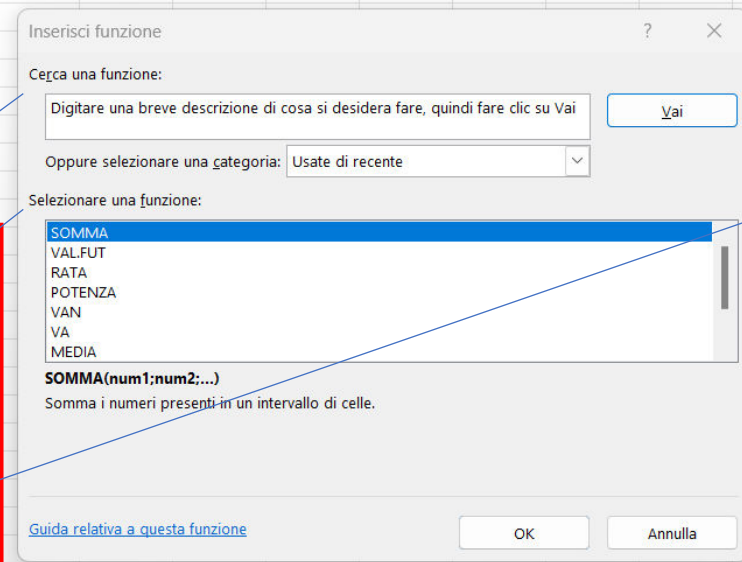 Inserisci funzione
?
Cerca una funzione:
Digitare una breve descrizione di cosa si desidera fare, quindi fare clic su Vai
Vai
Oppure selezionare una categoria: Usate di recente
Selezionare una funzione:
SOMMA
VAL.FUT
RATA
POTENZA
VAN
VA
MEDIA
SOMMA(num1;num2;...)
Somma i numeri presenti in un intervallo di celle.
Guida relativa a questa funzione
OK
Annulla